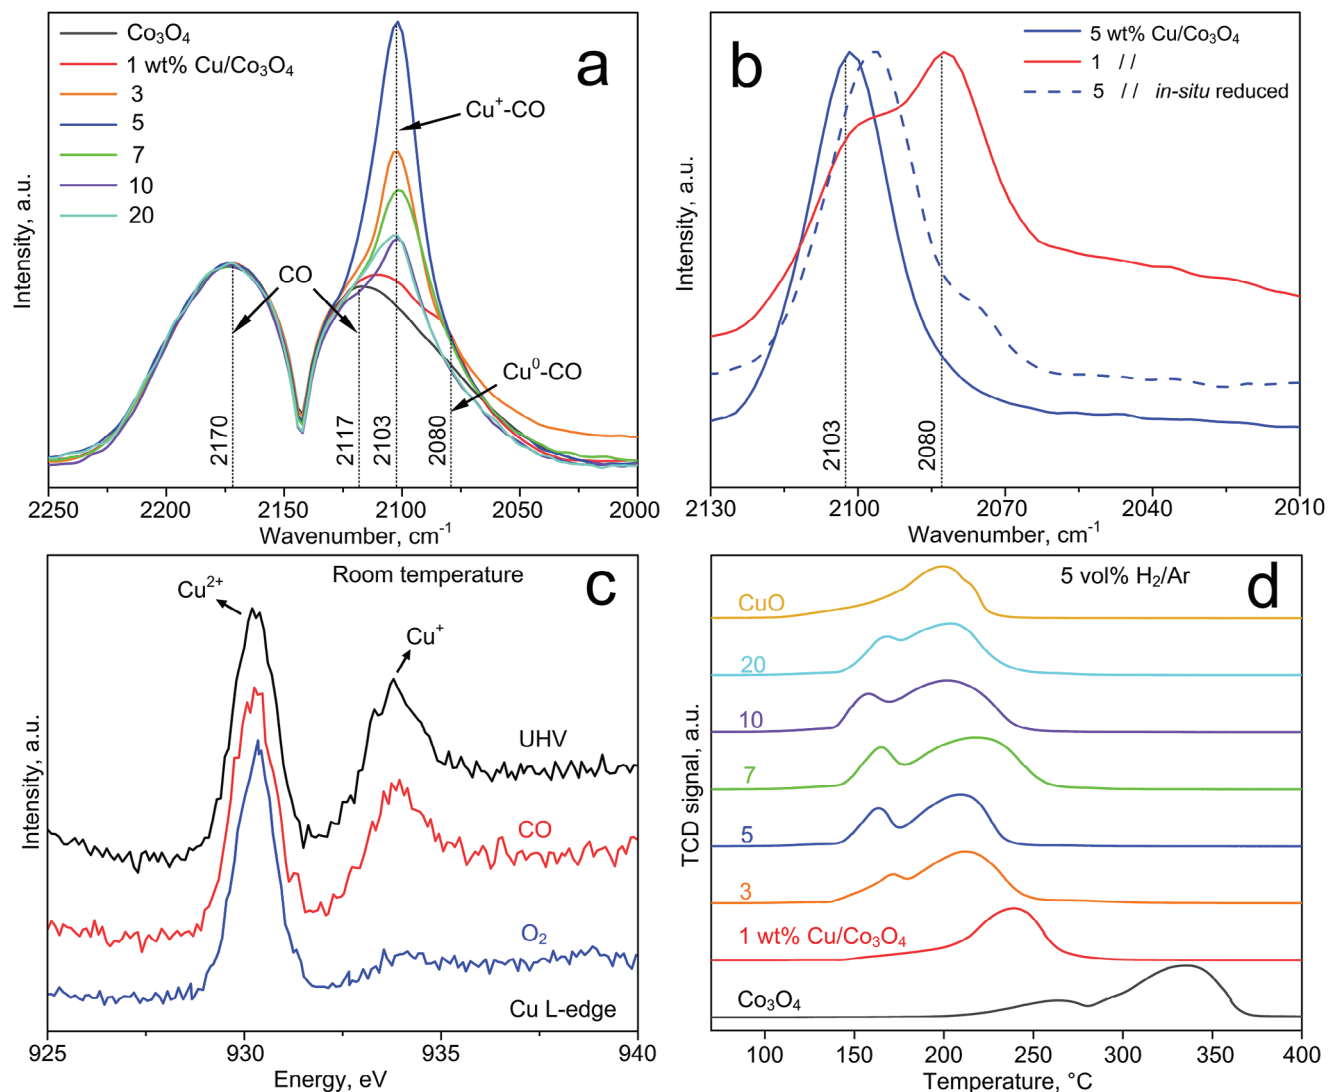 a
Co₃O₄
1 wt% Cu/Co₃O₄
3
5
7
10
20
Cu⁺-CO
CO
Cu⁰-CO
2170
2117
2103
2080
Intensity, a.u.
2250 2200 2150 2100 2050 2000
Wavenumber, cm⁻¹
b
5 wt% Cu/Co₃O₄
1 //
5 // in-situ reduced
2103
2080
Intensity, a.u.
2130 2100 2070 2040 2010
Wavenumber, cm⁻¹
Room temperature
c
Cu²⁺
Cu⁺
UHV
CO
O₂
Cu L-edge
Intensity, a.u.
925 930 935 940
Energy, eV
5 vol% H₂/Ar
d
CuO
20
10
7
5
3
1 wt% Cu/Co₃O₄
Co₃O₄
TCD signal, a.u.
100 150 200 250 300 350 400
Temperature, °C